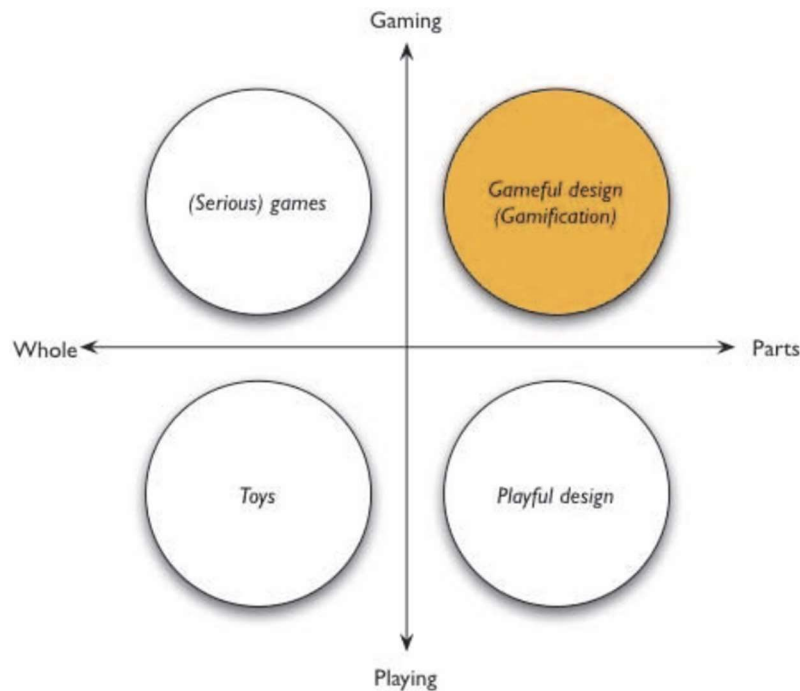 Gaming
(Serious) games
Gameful design
(Gamification)
Whole
Parts
Toys
Playful design
Playing